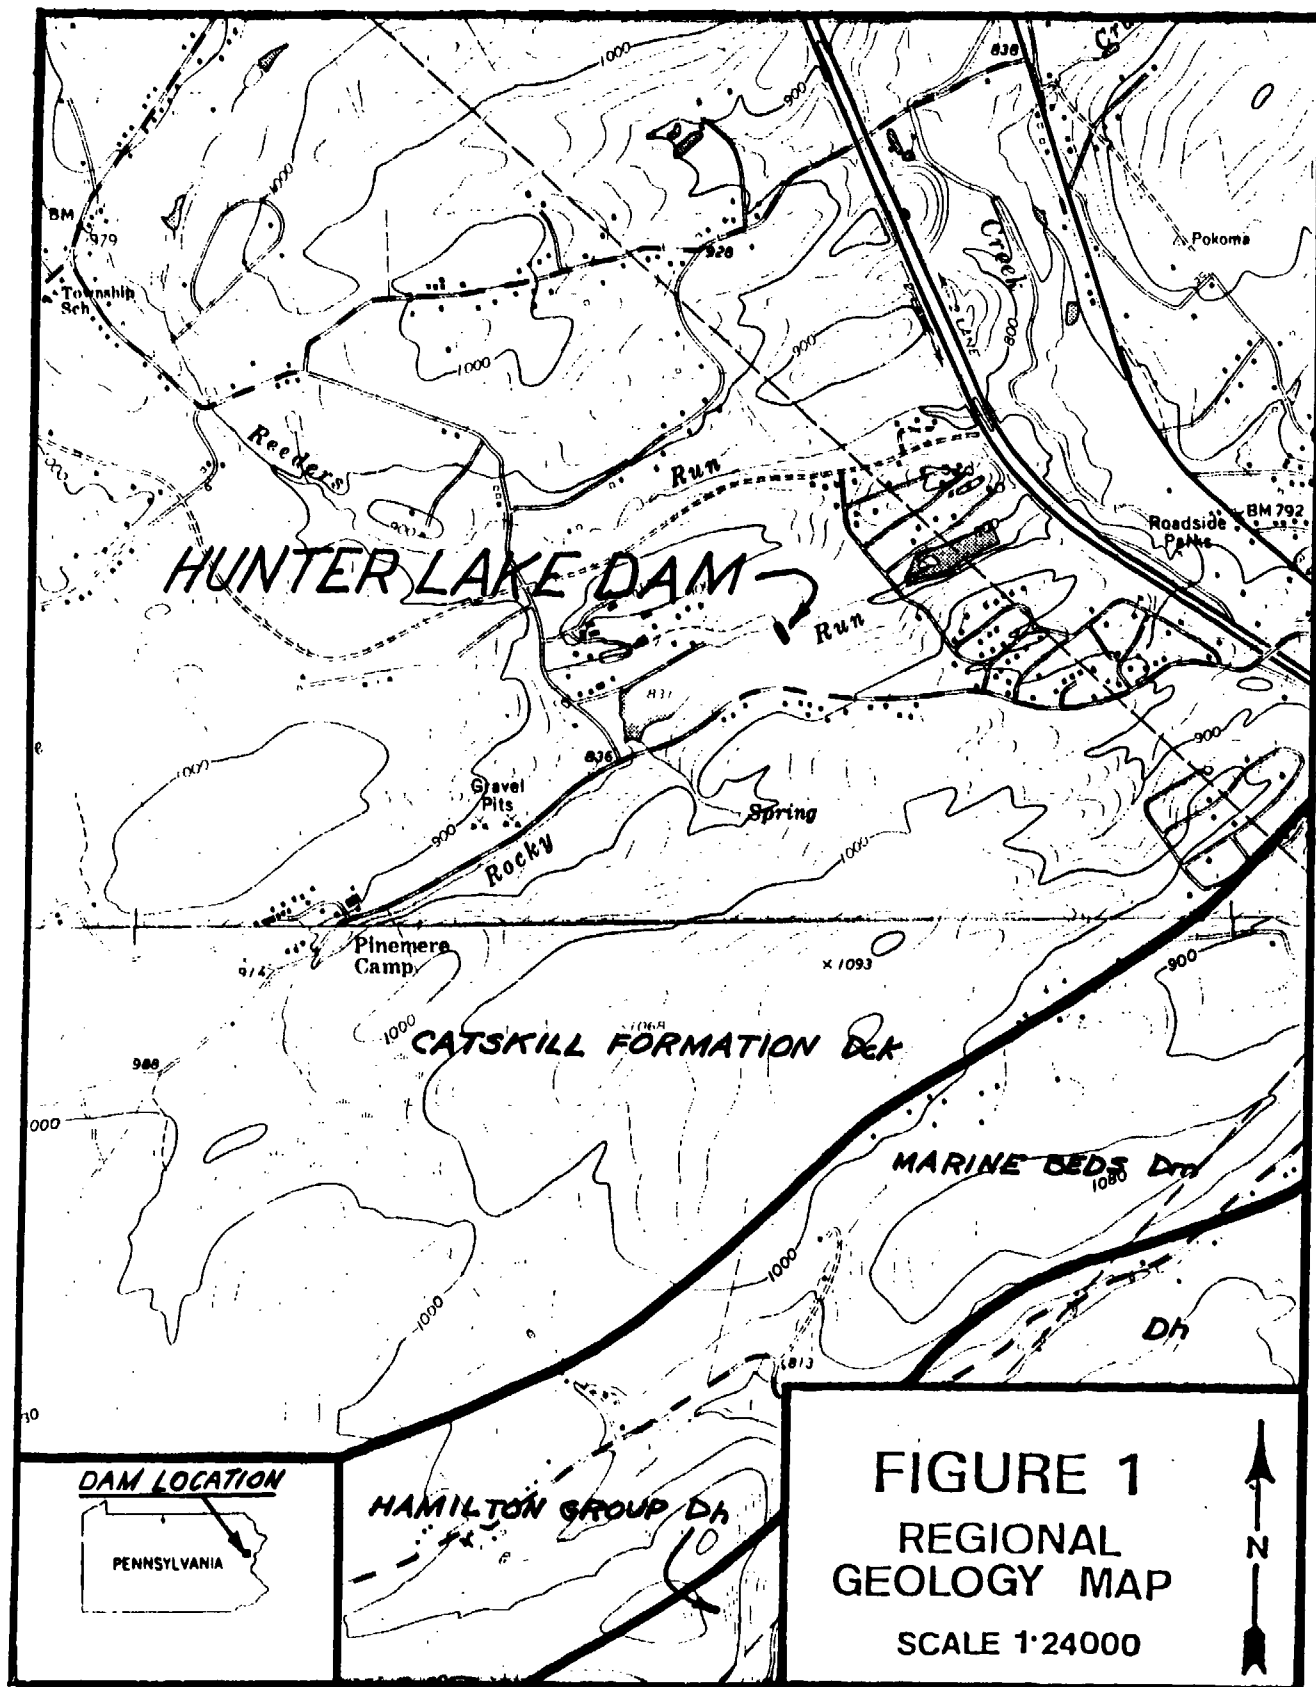 1000
838
900
1000
BM
979
Creek
Pokoma
928
Township
Sch
4 LANE
800
900
1000
1000
Reeders
Run
900
BM 792
Roadside
Parks
HUNTER LAKE DAM
Run
831
900
836
1000
Gravel
Pits
Spring
900
1000
Rocky
Pinemere
Camp
914
x 1093
900
1000
1068
CATSKILL FORMATION Dck
988
000
MARINE BEDS Dm
1080
1000
1000
Dh
813
DAM LOCATION
PENNSYLVANIA
HAMILTON GROUP Dh
FIGURE 1
REGIONAL
GEOLOGY MAP
SCALE 1:24000
N